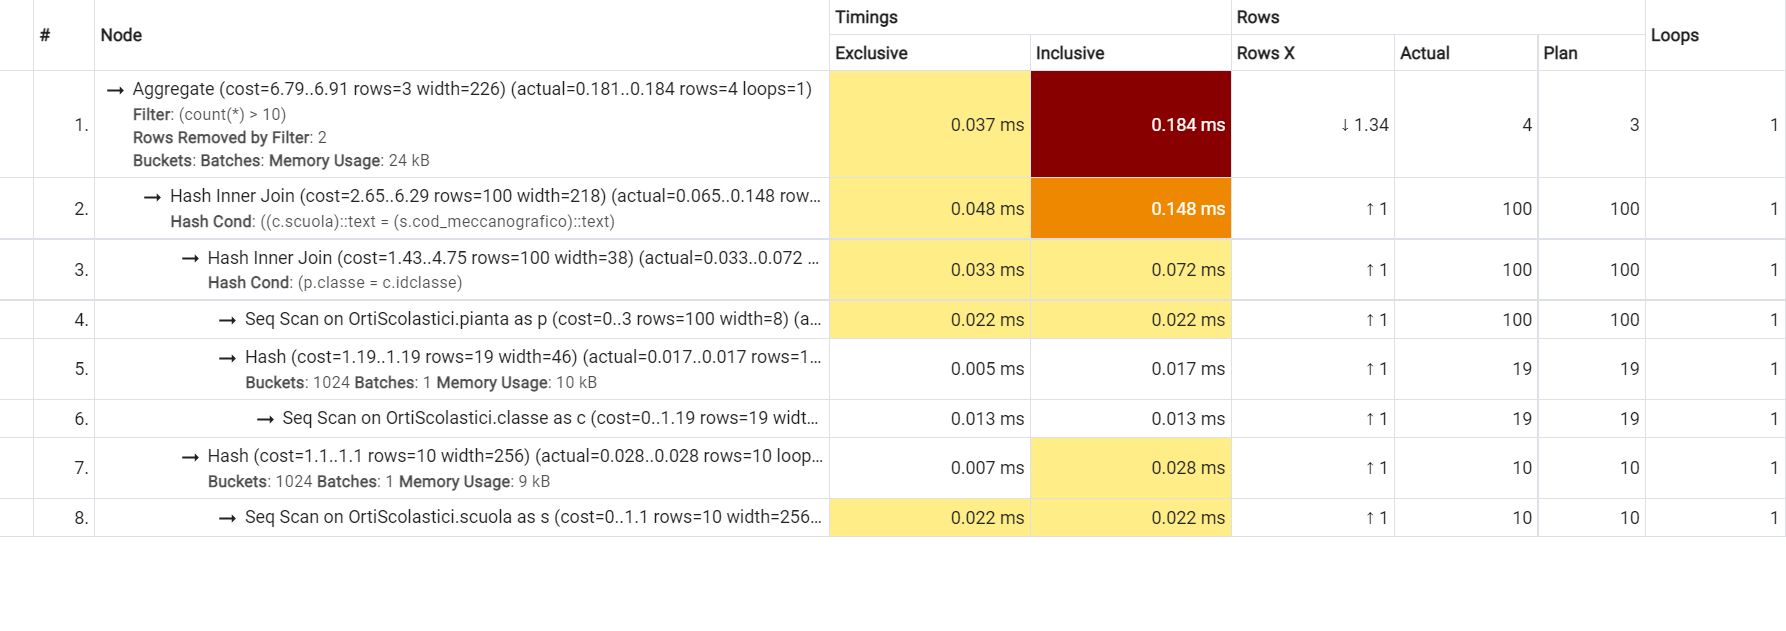 # Node Timings Rows Loops
Exclusive Inclusive Rows X Actual Plan
1. → Aggregate (cost=6.79..6.91 rows=3 width=226) (actual=0.181..0.184 rows=4 loops=1) 0.037 ms 0.184 ms ↓ 1.34 4 3 1
Filter: (count(*) > 10)
Rows Removed by Filter: 2
Buckets: Batches: Memory Usage: 24 kB
2. → Hash Inner Join (cost=2.65..6.29 rows=100 width=218) (actual=0.065..0.148 row... 0.048 ms 0.148 ms ↑ 1 100 100 1
Hash Cond: ((c.scuola)::text = (s.cod_meccanografico)::text)
3. → Hash Inner Join (cost=1.43..4.75 rows=100 width=38) (actual=0.033..0.072 ... 0.033 ms 0.072 ms ↑ 1 100 100 1
Hash Cond: (p.classe = c.idclasse)
4. → Seq Scan on OrtiScolastici.pianta as p (cost=0..3 rows=100 width=8) (a... 0.022 ms 0.022 ms ↑ 1 100 100 1
5. → Hash (cost=1.19..1.19 rows=19 width=46) (actual=0.017..0.017 rows=1... 0.005 ms 0.017 ms ↑ 1 19 19 1
Buckets: 1024 Batches: 1 Memory Usage: 10 kB
6. → Seq Scan on OrtiScolastici.classe as c (cost=0..1.19 rows=19 widt... 0.013 ms 0.013 ms ↑ 1 19 19 1
7. → Hash (cost=1.1..1.1 rows=10 width=256) (actual=0.028..0.028 rows=10 loop... 0.007 ms 0.028 ms ↑ 1 10 10 1
Buckets: 1024 Batches: 1 Memory Usage: 9 kB
8. → Seq Scan on OrtiScolastici.scuola as s (cost=0..1.1 rows=10 width=256... 0.022 ms 0.022 ms ↑ 1 10 10 1